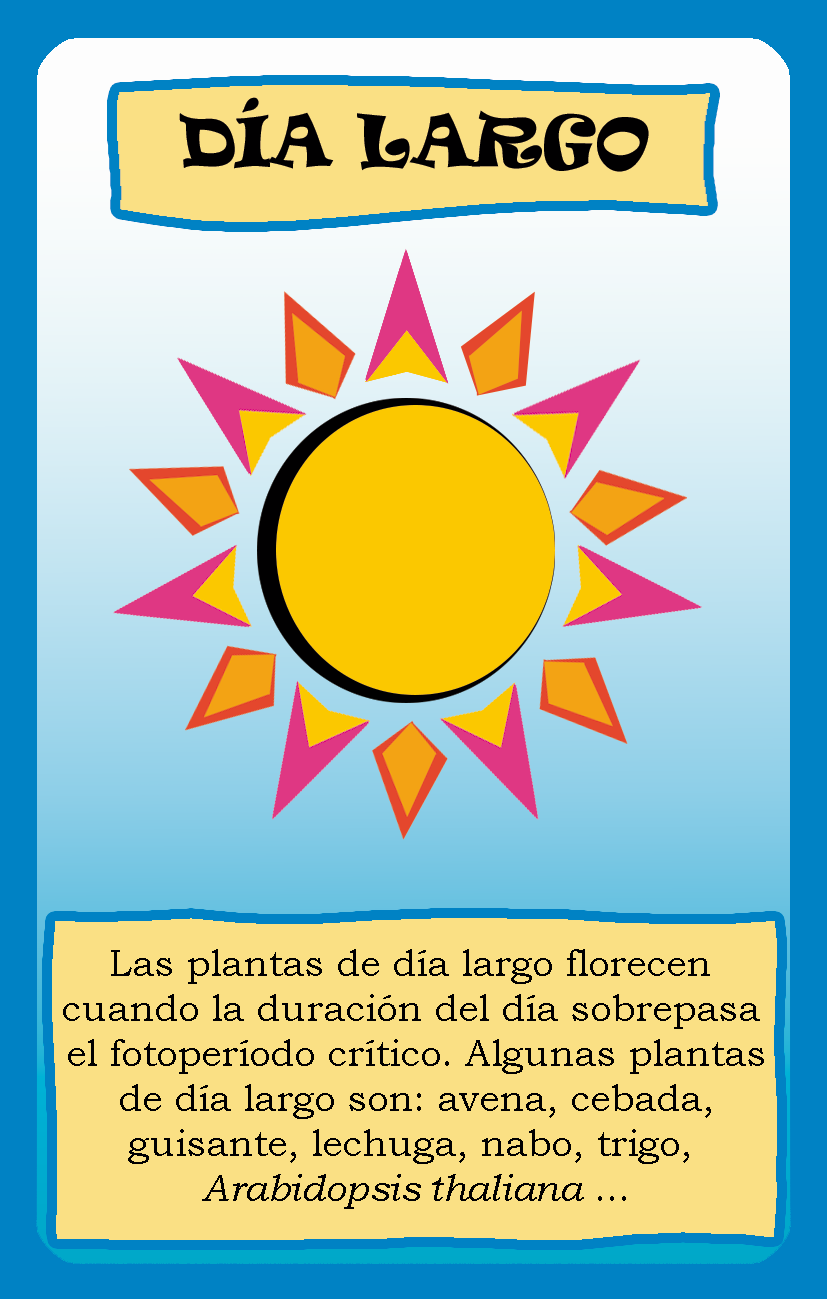 DÍA LARGO
Las plantas de día largo florecen
cuando la duración del día sobrepasa
el fotoperíodo crítico. Algunas plantas
de día largo son: avena, cebada,
guisante, lechuga, nabo, trigo,
Arabidopsis thaliana ...